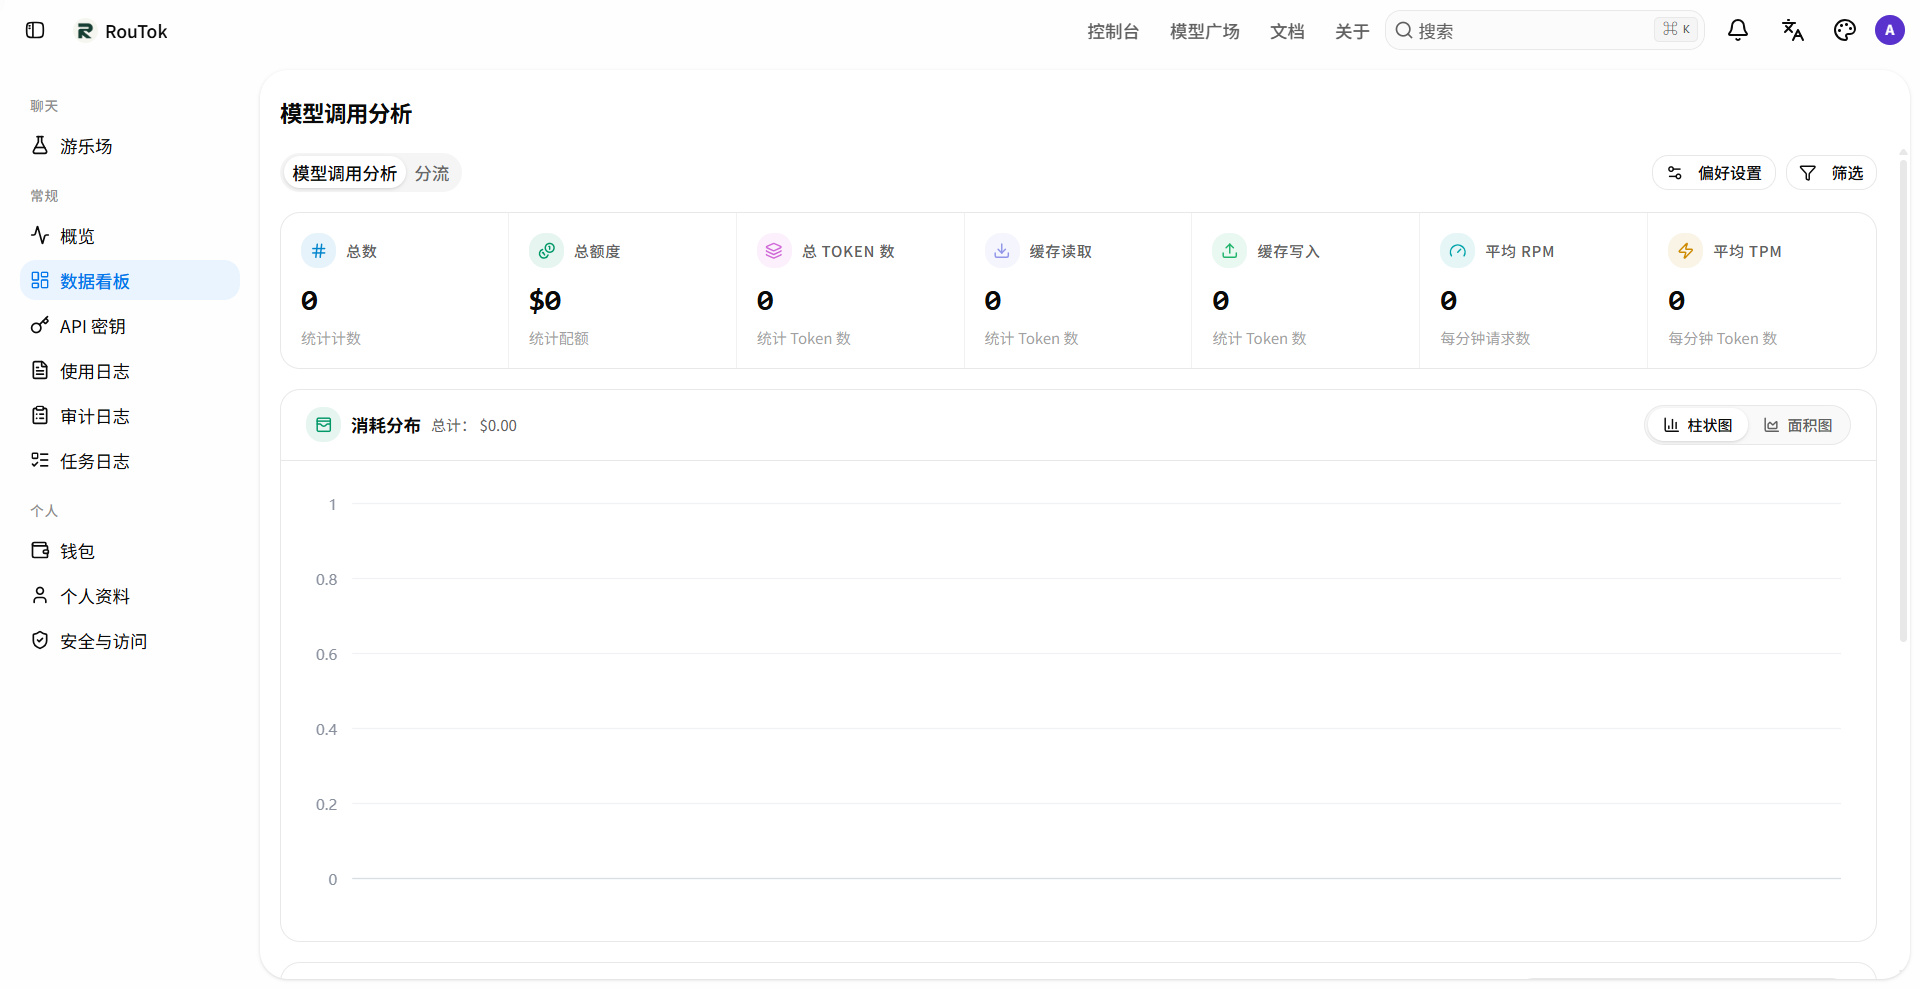 RouTok
控制台 模型广场 文档 关于 搜索 ⌘ K A
聊天
游乐场
常规
概览
数据看板
API 密钥
使用日志
审计日志
任务日志
个人
钱包
个人资料
安全与访问
模型调用分析
模型调用分析 分流
偏好设置 筛选
总数 总额度 总 TOKEN 数 缓存读取 缓存写入 平均 RPM 平均 TPM
0 $0 0 0 0 0 0
统计计数 统计配额 统计 Token 数 统计 Token 数 统计 Token 数 每分钟请求数 每分钟 Token 数
消耗分布 总计： $0.00 柱状图 面积图
1
0.8
0.6
0.4
0.2
0